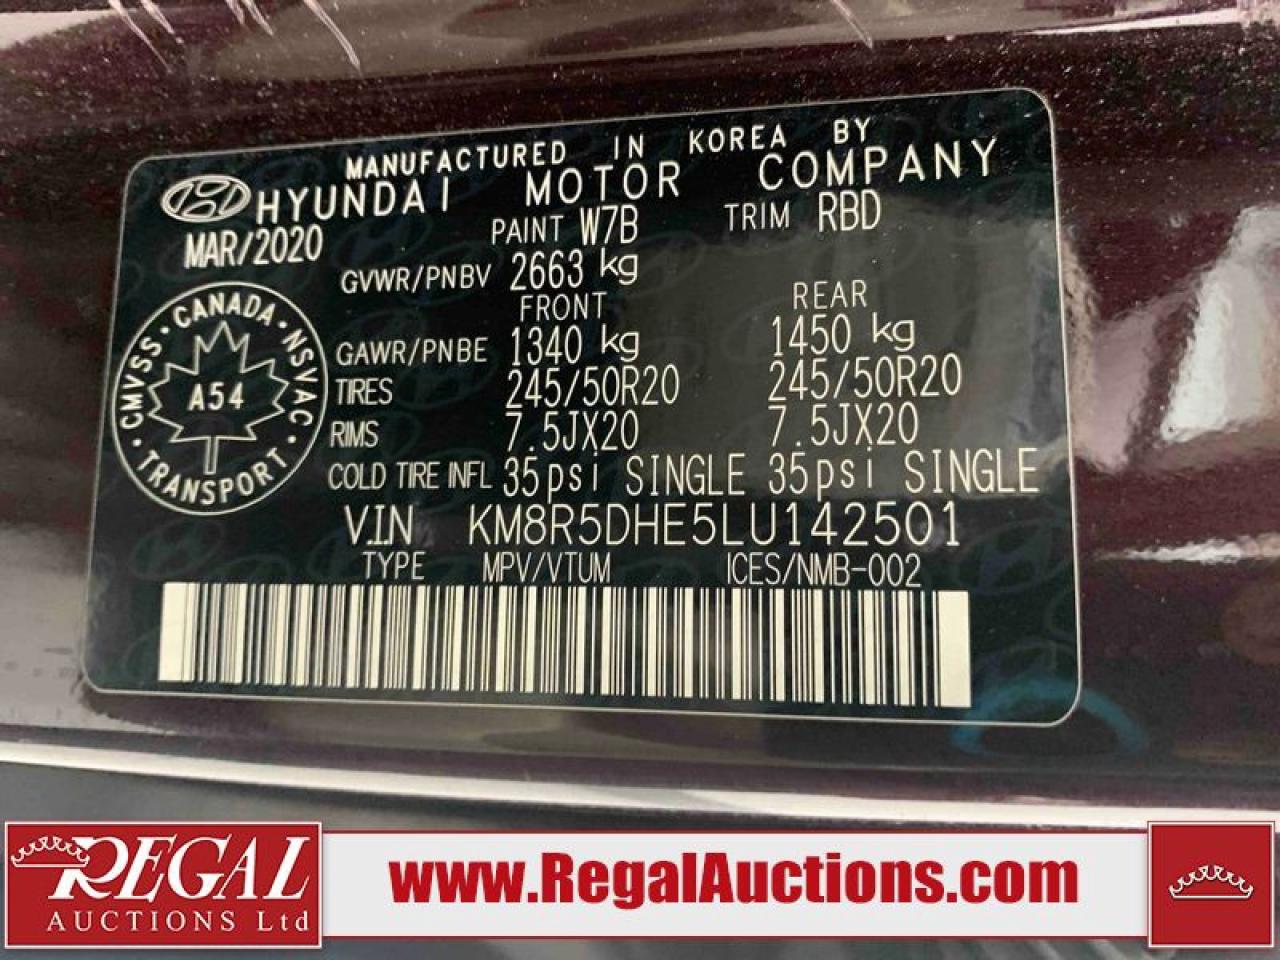 MANUFACTURED IN KOREA BY
HYUNDAI MOTOR COMPANY
MAR/2020 PAINT W7B TRIM RBD
GVWR/PNBV 2663 kg
FRONT REAR
GAWR/PNBE 1340 kg 1450 kg
TIRES 245/50R20 245/50R20
RIMS 7.5JX20 7.5JX20
COLD TIRE INFL 35psi SINGLE 35psi SINGLE
V.I.N KM8R5DHE5LU142501
TYPE MPV/VTUM ICES/NMB-002
CMVSS • CANADA • NSVAC • TRANSPORT •
A54
REGAL
AUCTIONS Ltd
www.RegalAuctions.com